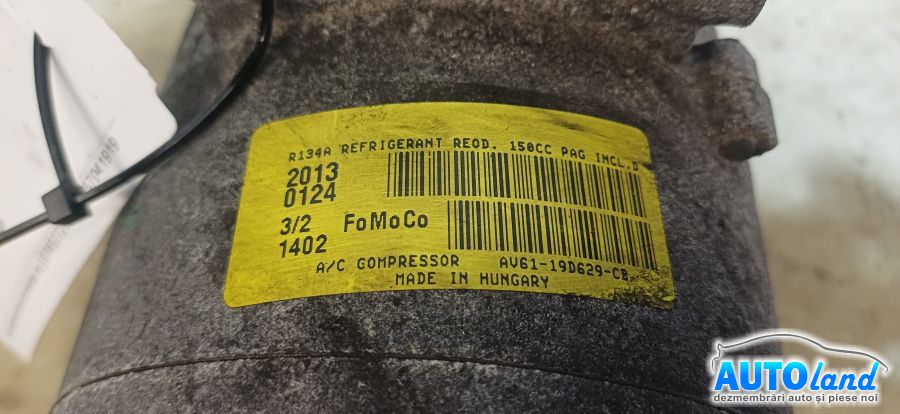 R134A REFRIGERANT REQD. 150CC PAG INCL.D
2013
0124
3/2 FoMoCo
1402
A/C COMPRESSOR AV61-19D629-CB
MADE IN HUNGARY
AUTOland
dezmembrări auto și piese noi